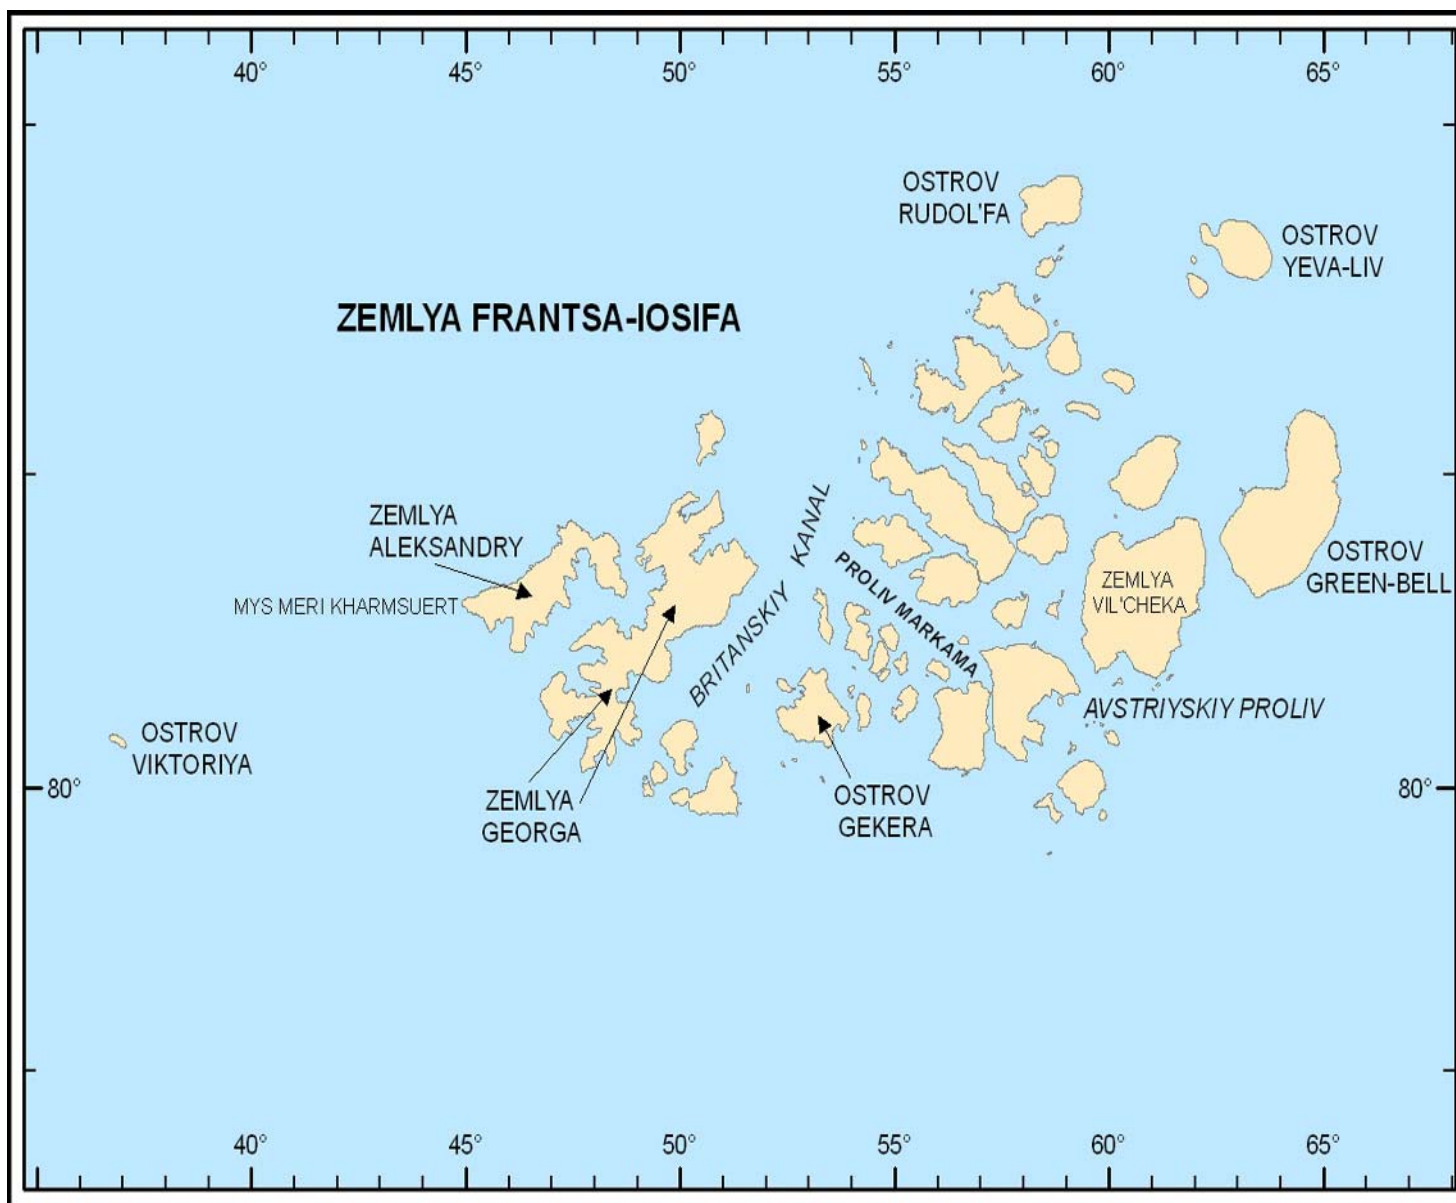 40° 45° 50° 55° 60° 65°
OSTROV
RUDOL'FA
OSTROV
YEVA-LIV
ZEMLYA FRANTSA-IOSIFA
ZEMLYA
ALEKSANDRY
MYS MERI KHARMSUERT
BRITANSKIY KANAL
PROLIV MARKAMA
ZEMLYA
VIL'CHEKA
OSTROV
GREEN-BELL
AVSTRIYSKIY PROLIV
OSTROV
VIKTORIYA
80°
80°
ZEMLYA
GEORGA
OSTROV
GEKERA
40° 45° 50° 55° 60° 65°